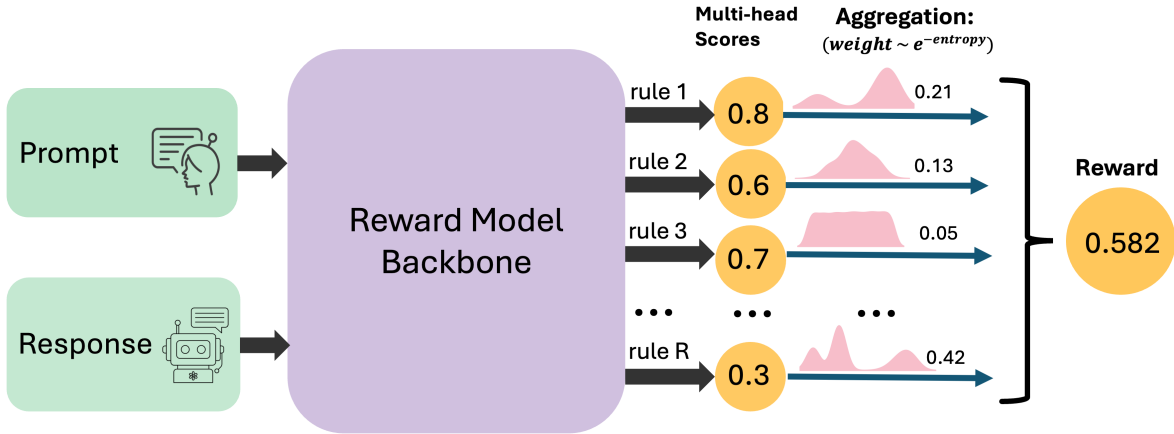 Multi-head
Scores
Aggregation:
(weight ~ e^{-entropy})
Prompt
Response
Reward Model
Backbone
rule 1
0.8
0.21
rule 2
0.6
0.13
rule 3
0.7
0.05
•••
•••
•••
rule R
0.3
0.42
Reward
0.582